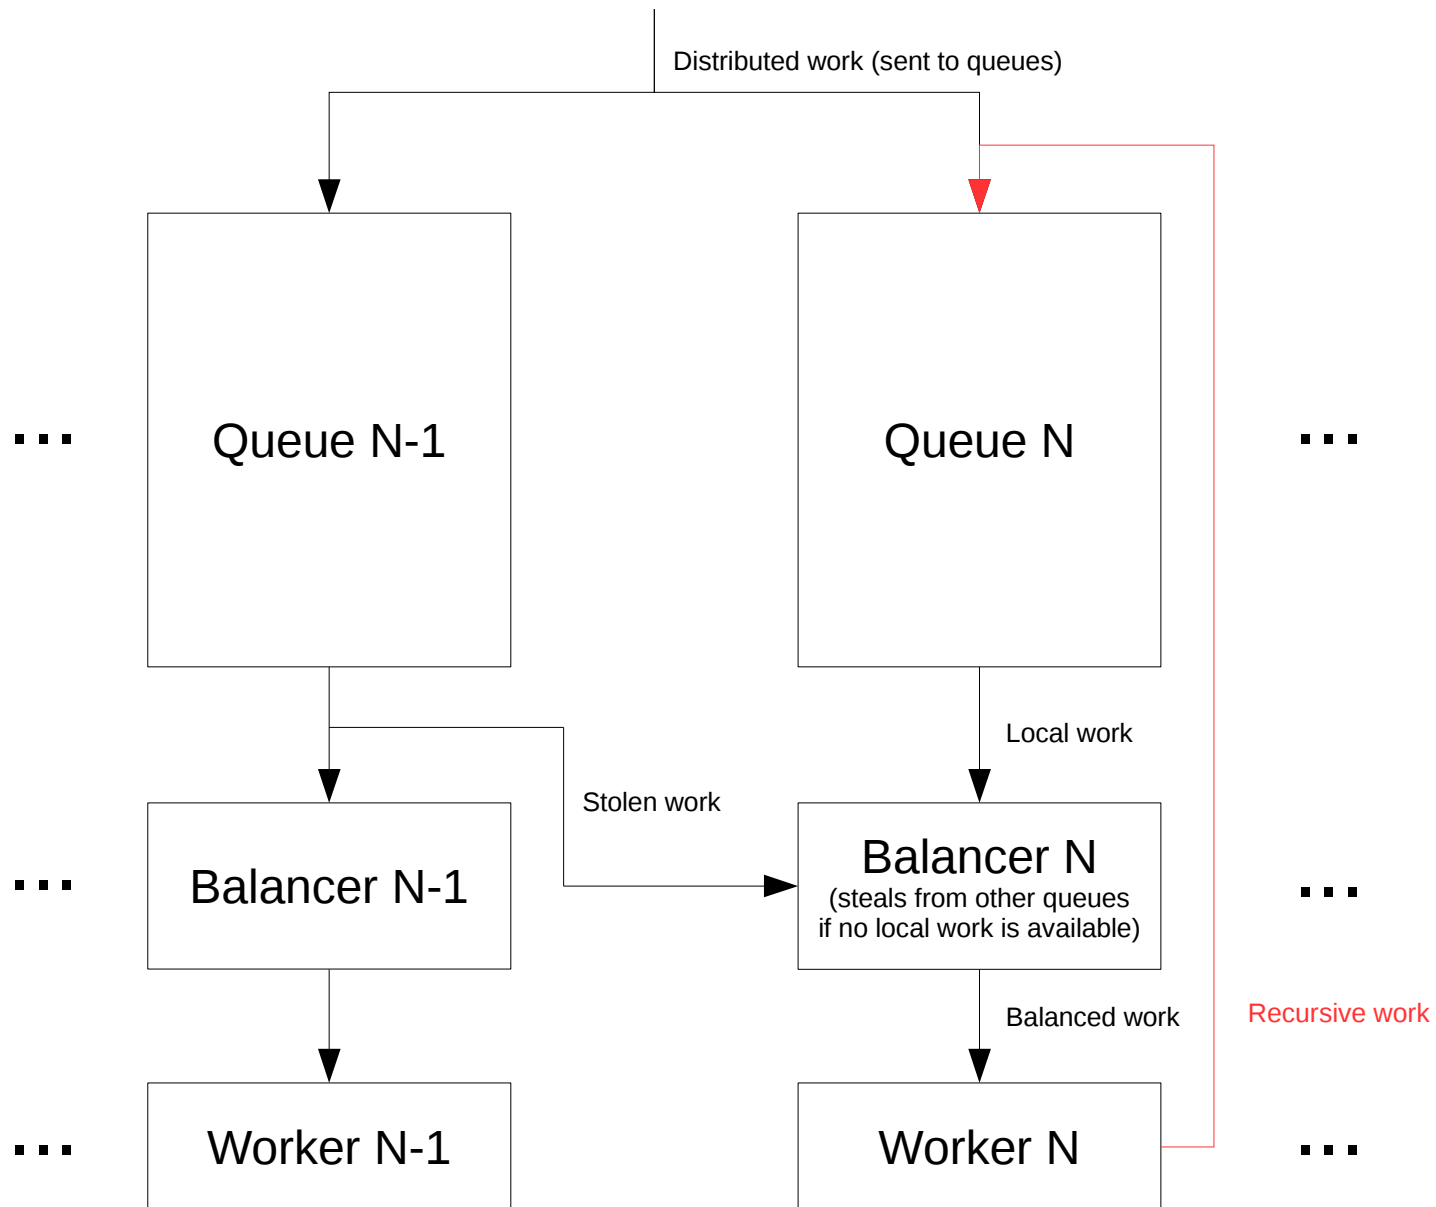 Distributed work (sent to queues)
...
Queue N-1
Queue N
...
Local work
Stolen work
...
Balancer N-1
Balancer N
(steals from other queues
if no local work is available)
...
Balanced work
Recursive work
...
Worker N-1
Worker N
...